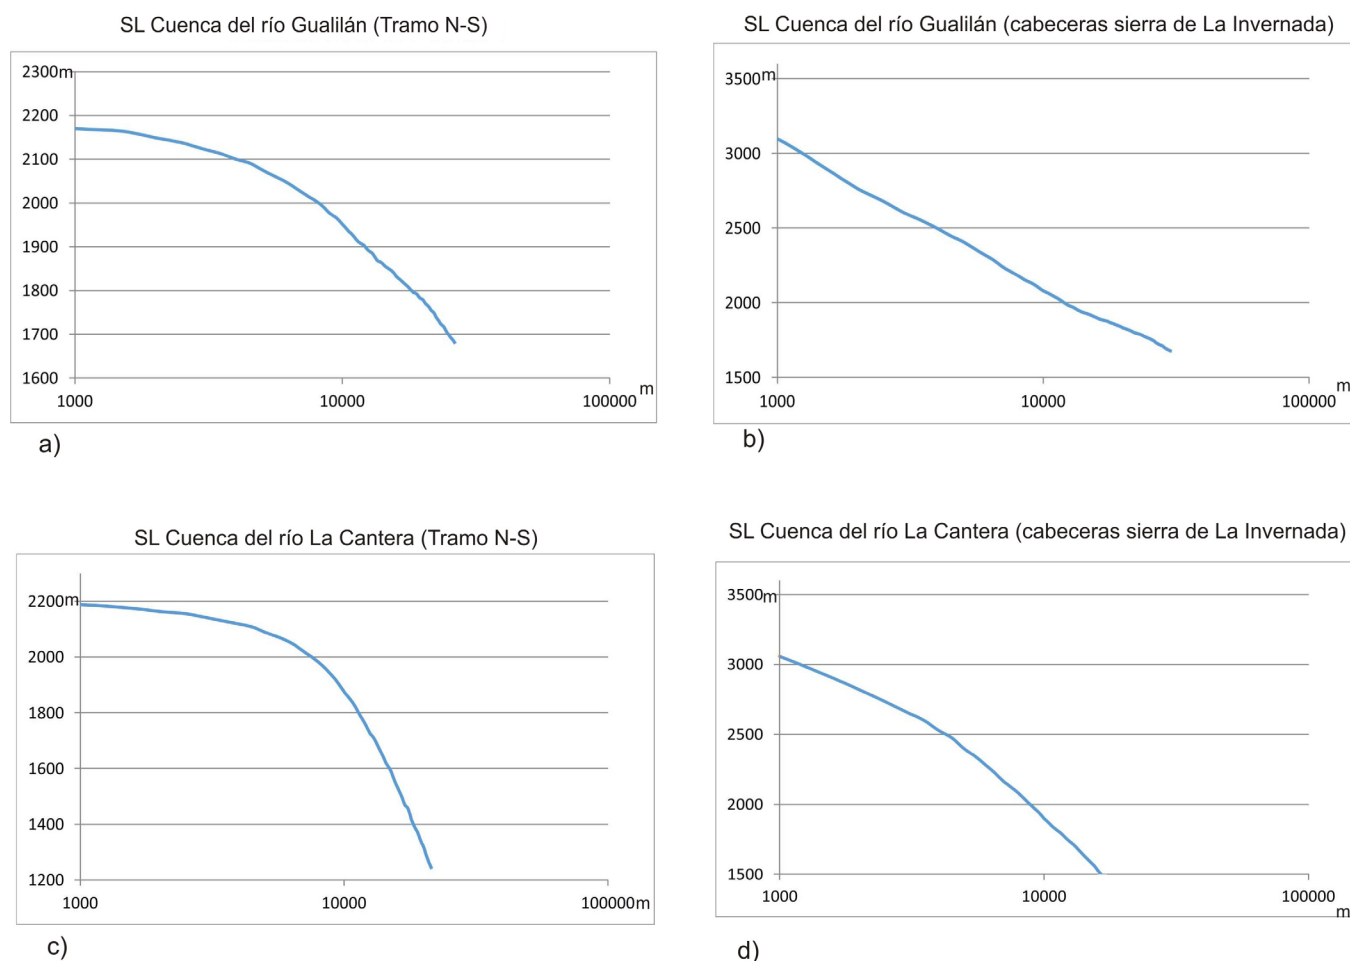 SL Cuenca del río Gualilán (Tramo N-S)
2300m
2200
2100
2000
1900
1800
1700
1600
1000
10000
100000
m
a)
SL Cuenca del río Gualilán (cabeceras sierra de La Invernada)
3500m
3000
2500
2000
1500
1000
10000
100000
m
b)
SL Cuenca del río La Cantera (Tramo N-S)
2200m
2000
1800
1600
1400
1200
1000
10000
100000m
c)
SL Cuenca del río La Cantera (cabeceras sierra de La Invernada)
3500m
3000
2500
2000
1500
1000
10000
100000
m
d)